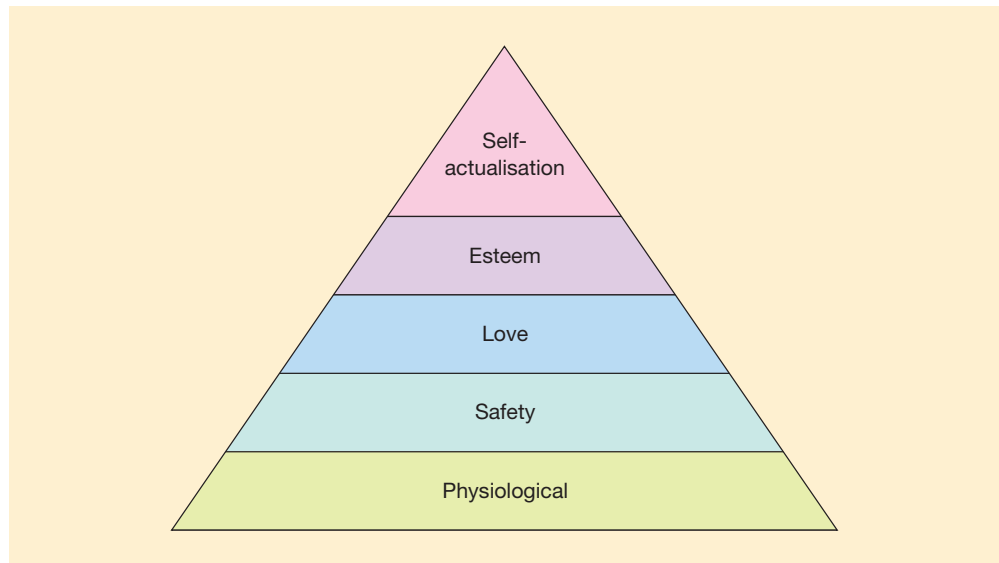 Self-
actualisation
Esteem
Love
Safety
Physiological